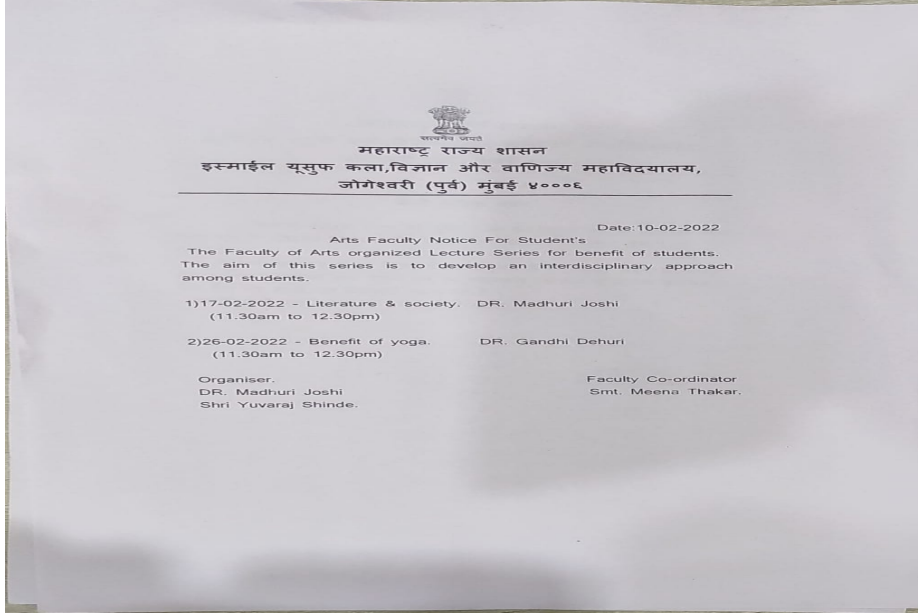 सत्यमेव जयते
महाराष्ट्र राज्य शासन
इस्माईल यूसुफ कला,विज्ञान और वाणिज्य महाविदयालय,
जोगेश्वरी (पुर्व) मुंबई ४०००६
Date:10-02-2022
Arts Faculty Notice For Student's
The Faculty of Arts organized Lecture Series for benefit of students.
The aim of this series is to develop an interdisciplinary approach
among students.
1)17-02-2022 - Literature & society. DR. Madhuri Joshi
(11.30am to 12.30pm)
2)26-02-2022 - Benefit of yoga. DR. Gandhi Dehuri
(11.30am to 12.30pm)
Organiser. Faculty Co-ordinator
DR. Madhuri Joshi Smt. Meena Thakar.
Shri Yuvaraj Shinde.